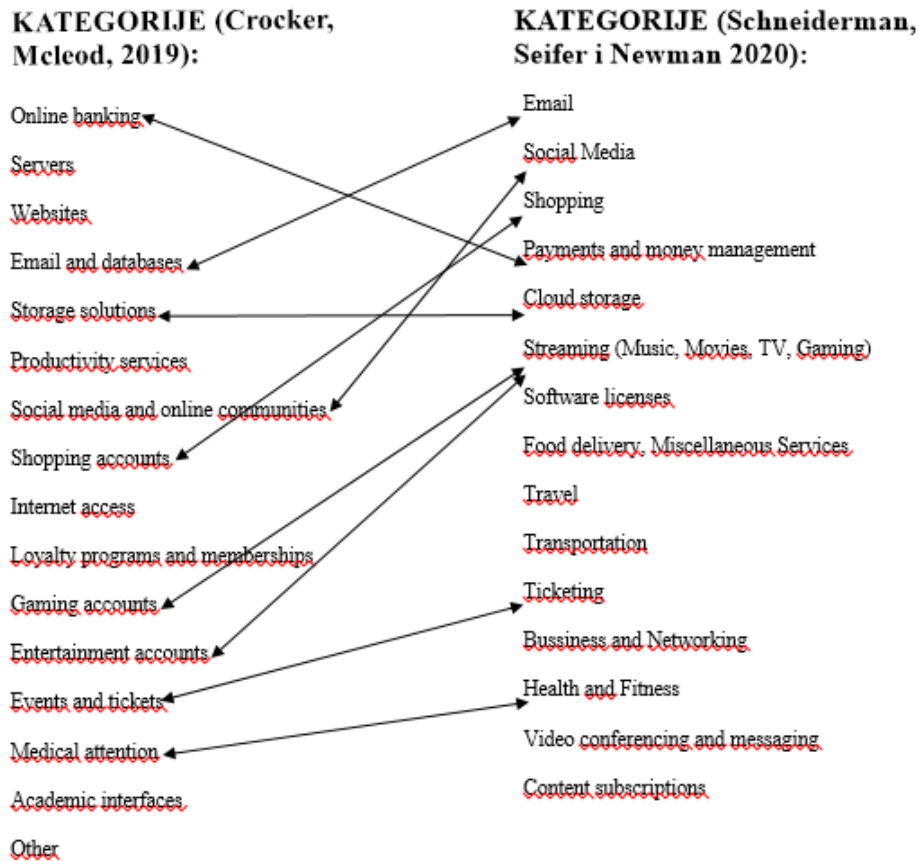 KATEGORIJE (Crocker,
Mcleod, 2019):
Online banking
Servers
Websites
Email and databases
Storage solutions
Productivity services
Social media and online communities
Shopping accounts
Internet access
Loyalty programs and memberships
Gaming accounts
Entertainment accounts
Events and tickets
Medical attention
Academic interfaces
Other
KATEGORIJE (Schneiderman,
Seifer i Newman 2020):
Email
Social Media
Shopping
Payments and money management
Cloud storage
Streaming (Music, Movies, TV, Gaming)
Software licenses
Food delivery, Miscellaneous Services
Travel
Transportation
Ticketing
Bussiness and Networking
Health and Fitness
Video conferencing and messaging
Content subscriptions